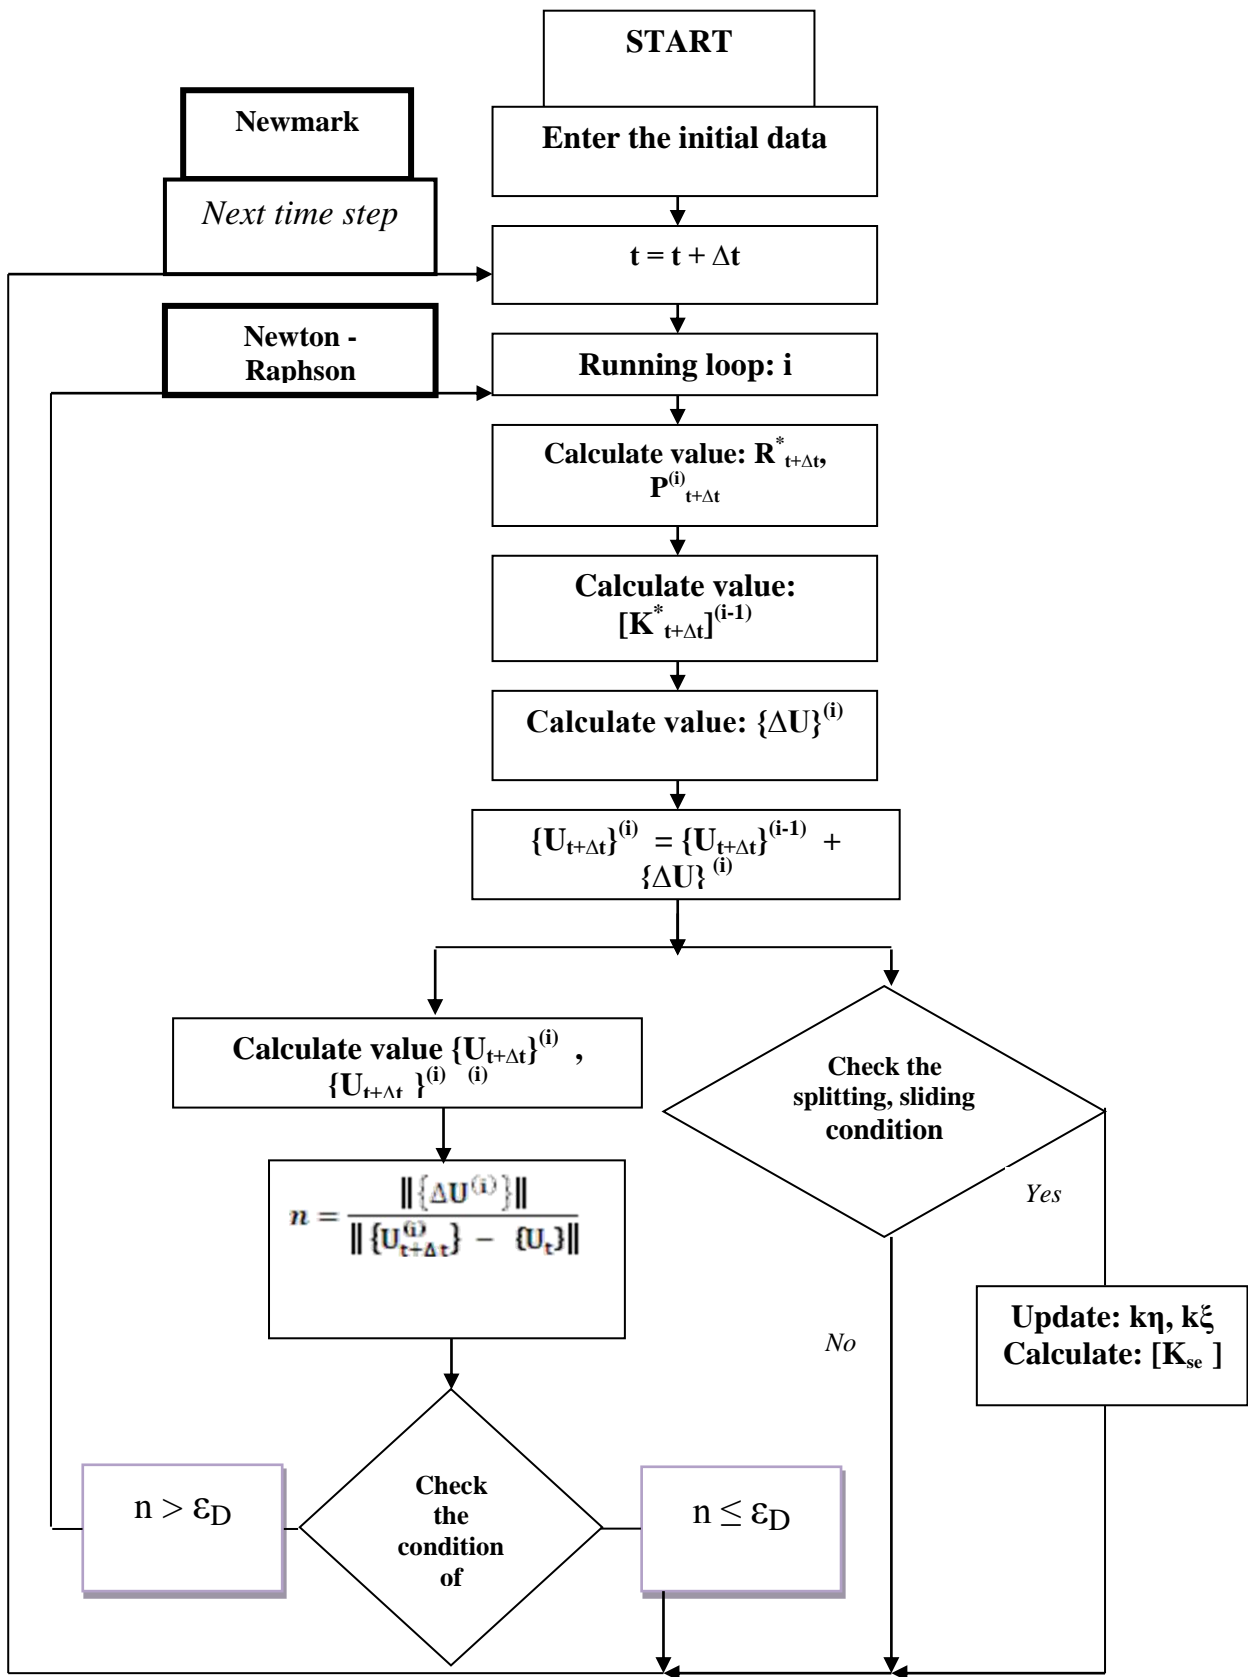 START
Newmark
Enter the initial data
Next time step
t = t + Δt
Newton -
Raphson
Running loop: i
Calculate value: R*t+Δt,
P(i)t+Δt
Calculate value:
[K*t+Δt](i-1)
Calculate value: {ΔU}(i)
{Ut+Δt}(i) = {Ut+Δt}(i-1) +
{ΔU} (i)
Calculate value {Ut+Δt}(i) ,
{Ut+Δt }(i) (i)
Check the
splitting, sliding
condition
n = ‖{ΔU(i)}‖ / ‖{U(i)t+Δt} − {Ut}‖
Yes
No
Update: kη, kξ
Calculate: [Kse ]
n > εD
Check
the
condition
of
n ≤ εD